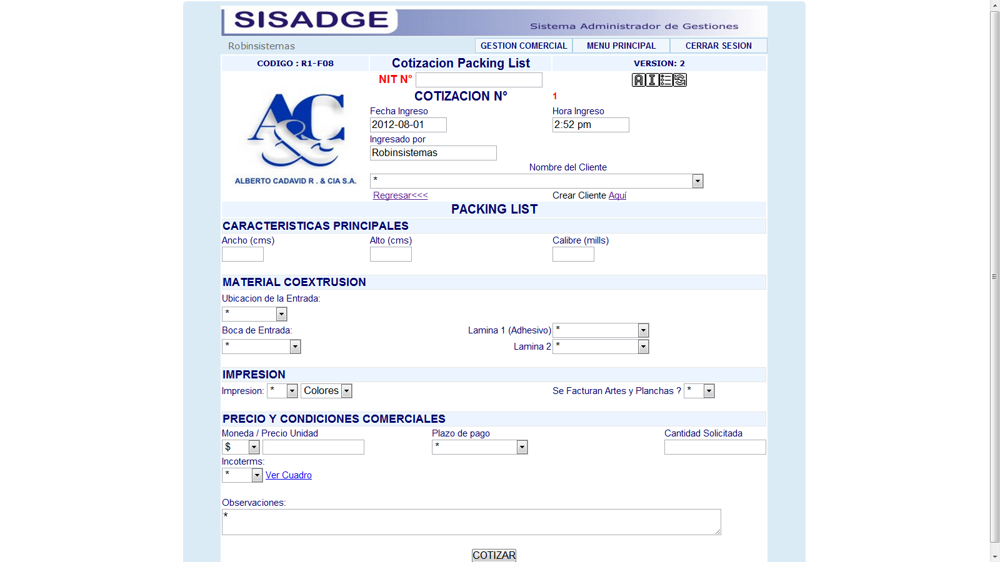 SISADGE
Sistema Administrador de Gestiones
Robinsistemas
GESTION COMERCIAL MENU PRINCIPAL CERRAR SESION
CODIGO : R1-F08 Cotizacion Packing List VERSION: 2
NIT N°
A I
COTIZACION N° 1
Fecha Ingreso Hora Ingreso
2012-08-01 2:52 pm
Ingresado por
Robinsistemas
A&C
ALBERTO CADAVID R . & CIA S.A.
Nombre del Cliente
*
Regresar<<< Crear Cliente Aquí
PACKING LIST
CARACTERISTICAS PRINCIPALES
Ancho (cms) Alto (cms) Calibre (mills)
MATERIAL COEXTRUSION
Ubicacion de la Entrada:
*
Boca de Entrada: Lamina 1 (Adhesivo) *
* Lamina 2 *
IMPRESION
Impresion: * Colores Se Facturan Artes y Planchas ? *
PRECIO Y CONDICIONES COMERCIALES
Moneda / Precio Unidad Plazo de pago Cantidad Solicitada
$ *
Incoterms:
* Ver Cuadro
Observaciones:
*
COTIZAR